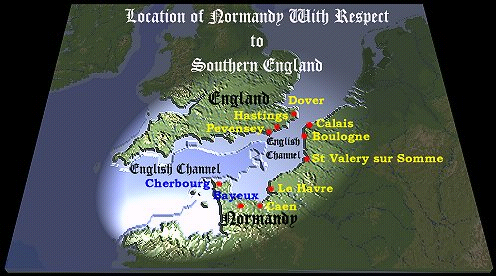 Location of Normandy With Respect
to
Southern England
England
Dover
Hastings
Pevensey
Calais
Boulogne
English
Channel
St Valery sur Somme
English Channel
Cherbourg
Bayeux
Le Havre
Caen
Normandy